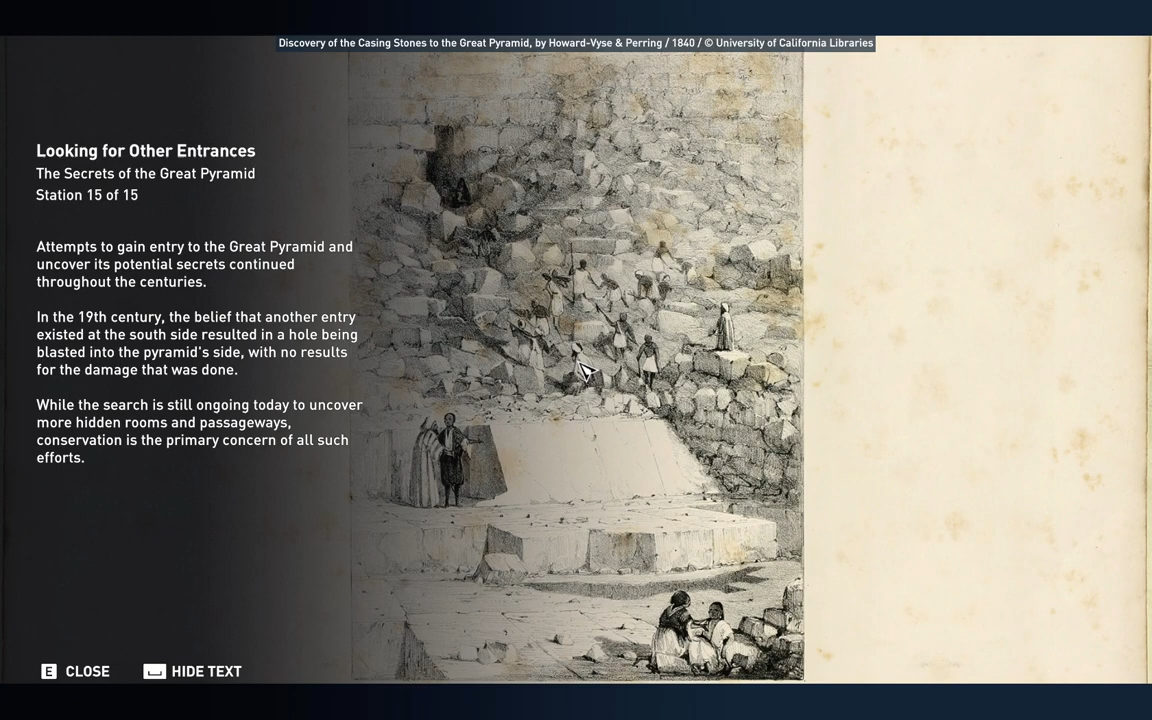 Discovery of the Casing Stones to the Great Pyramid, by Howard-Vyse & Perring / 1840 / © University of California Libraries
Looking for Other Entrances
The Secrets of the Great Pyramid
Station 15 of 15
Attempts to gain entry to the Great Pyramid and
uncover its potential secrets continued
throughout the centuries.
In the 19th century, the belief that another entry
existed at the south side resulted in a hole being
blasted into the pyramid's side, with no results
for the damage that was done.
While the search is still ongoing today to uncover
more hidden rooms and passageways,
conservation is the primary concern of all such
efforts.
E CLOSE HIDE TEXT